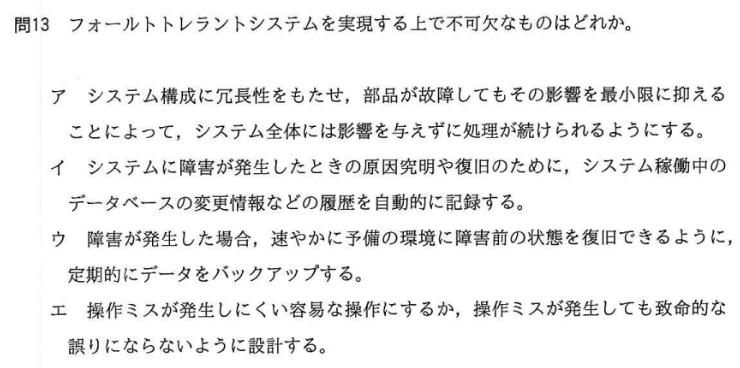 問13 フォールトトレラントシステムを実現する上で不可欠なものはどれか。
ア システム構成に冗長性をもたせ，部品が故障してもその影響を最小限に抑える
ことによって，システム全体には影響を与えずに処理が続けられるようにする。
イ システムに障害が発生したときの原因究明や復旧のために，システム稼働中の
データベースの変更情報などの履歴を自動的に記録する。
ウ 障害が発生した場合，速やかに予備の環境に障害前の状態を復旧できるように，
定期的にデータをバックアップする。
エ 操作ミスが発生しにくい容易な操作にするか，操作ミスが発生しても致命的な
誤りにならないように設計する。